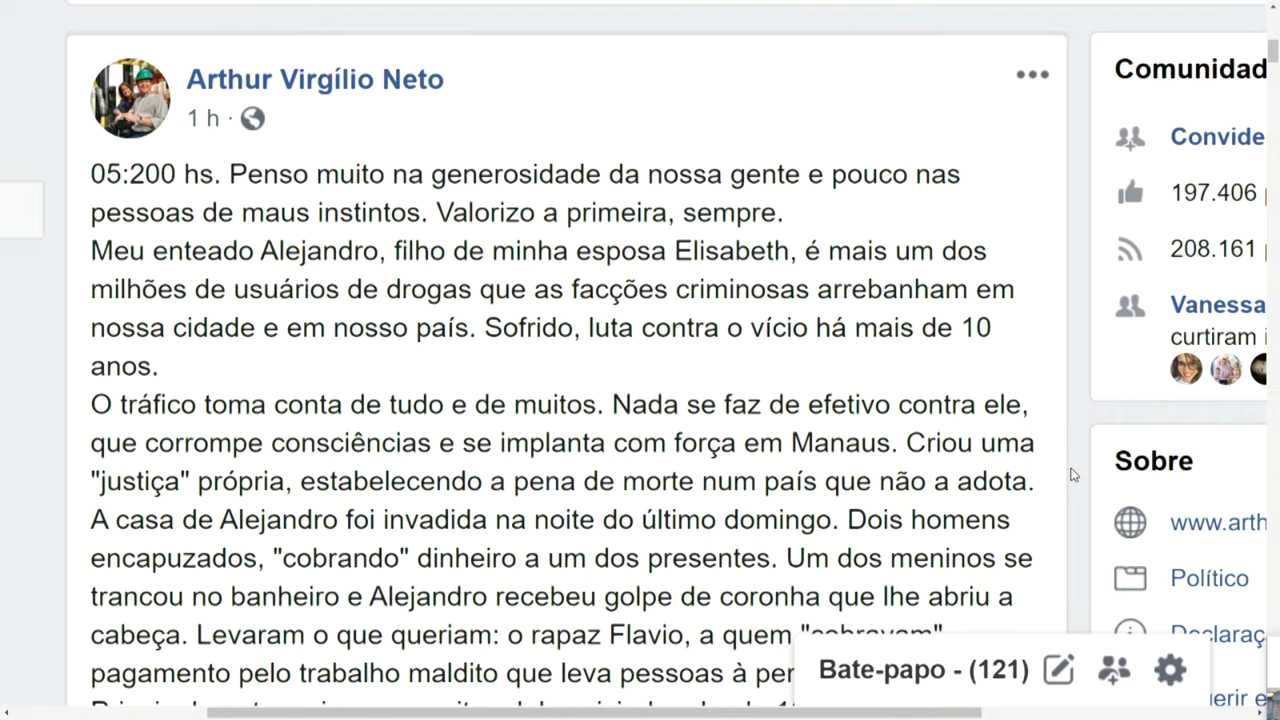 Arthur Virgílio Neto
1 h ·
05:200 hs. Penso muito na generosidade da nossa gente e pouco nas
pessoas de maus instintos. Valorizo a primeira, sempre.
Meu enteado Alejandro, filho de minha esposa Elisabeth, é mais um dos
milhões de usuários de drogas que as facções criminosas arrebanham em
nossa cidade e em nosso país. Sofrido, luta contra o vício há mais de 10
anos.
O tráfico toma conta de tudo e de muitos. Nada se faz de efetivo contra ele,
que corrompe consciências e se implanta com força em Manaus. Criou uma
"justiça" própria, estabelecendo a pena de morte num país que não a adota.
A casa de Alejandro foi invadida na noite do último domingo. Dois homens
encapuzados, "cobrando" dinheiro a um dos presentes. Um dos meninos se
trancou no banheiro e Alejandro recebeu golpe de coronha que lhe abriu a
cabeça. Levaram o que queriam: o rapaz Flavio, a quem "cobravam"
pagamento pelo trabalho maldito que leva pessoas à per
Comunidad
Convide
197.406
208.161
Vanessa
curtiram
Sobre
www.arth
Político
Declaraç
erir e
Bate-papo - (121)